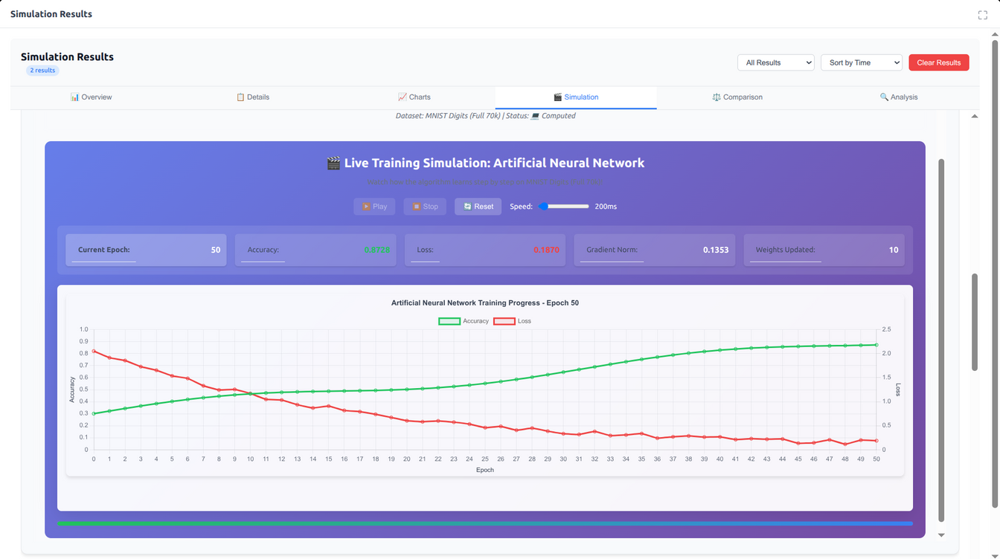 Simulation Results
Simulation Results
2 results
All Results
Sort by Time
Clear Results
📊 Overview
📋 Details
📈 Charts
🎬 Simulation
⚖️ Comparison
🔍 Analysis
Dataset: MNIST Digits (Full 70k) | Status: 💻 Computed
🎬 Live Training Simulation: Artificial Neural Network
Watch how the algorithm
▶️ Play
⏹️ Stop
🔄 Reset
Speed:
200ms
Current Epoch:
50
Accuracy:
0.8728
Loss:
0.1870
Gradient Norm:
0.1353
Weights Updated:
10
Artificial Neural Network Training Progress - Epoch 50
Accuracy
Loss
1.0
0.9
0.8
0.7
0.6
0.5
0.4
0.3
0.2
0.1
0
Accuracy
2.5
2.0
1.5
1.0
0.5
0
Loss
0 1 2 3 4 5 6 7 8 9 10 11 12 13 14 15 16 17 18 19 20 21 22 23 24 25 26 27 28 29 30 31 32 33 34 35 36 37 38 39 40 41 42 43 44 45 46 47 48 49 50
Epoch